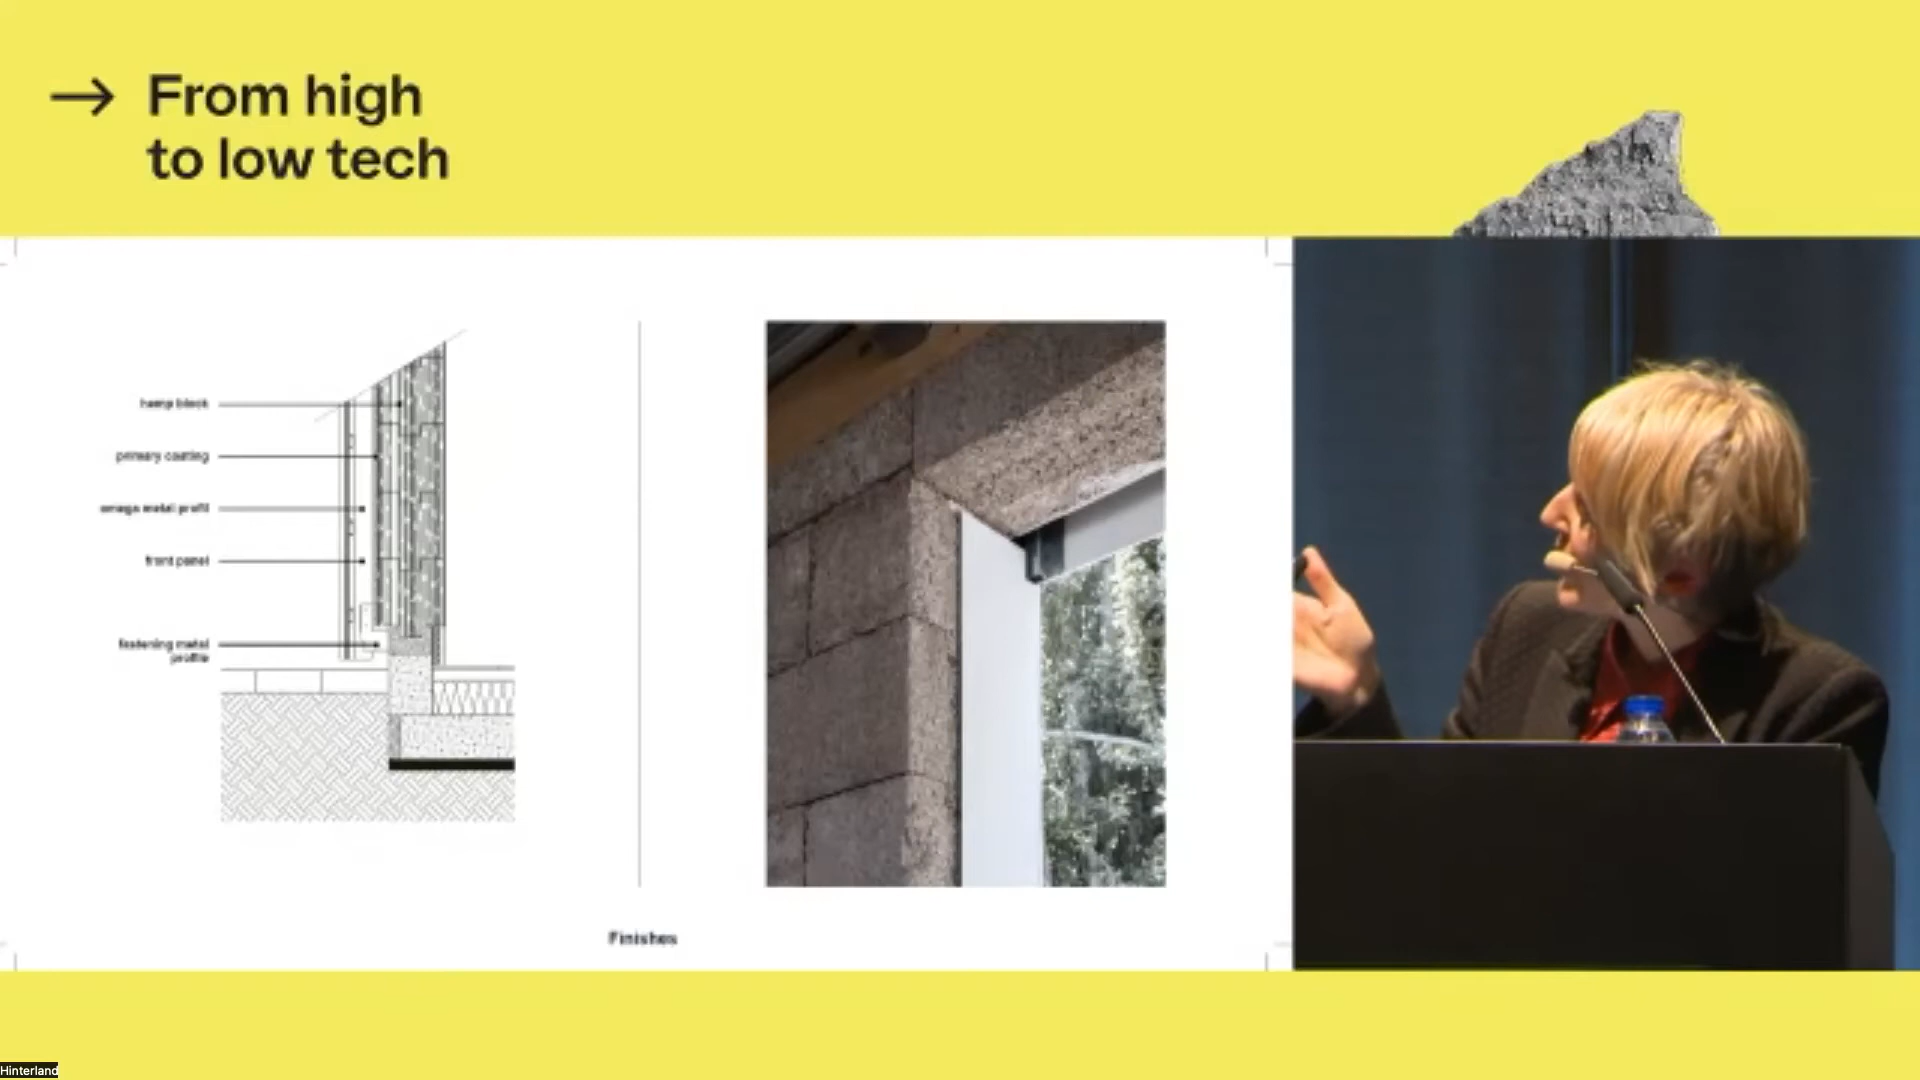 → From high
to low tech
hemp block
primary coating
omega metal profil
front panel
fastening metal
profile
Finishes
Hinterland